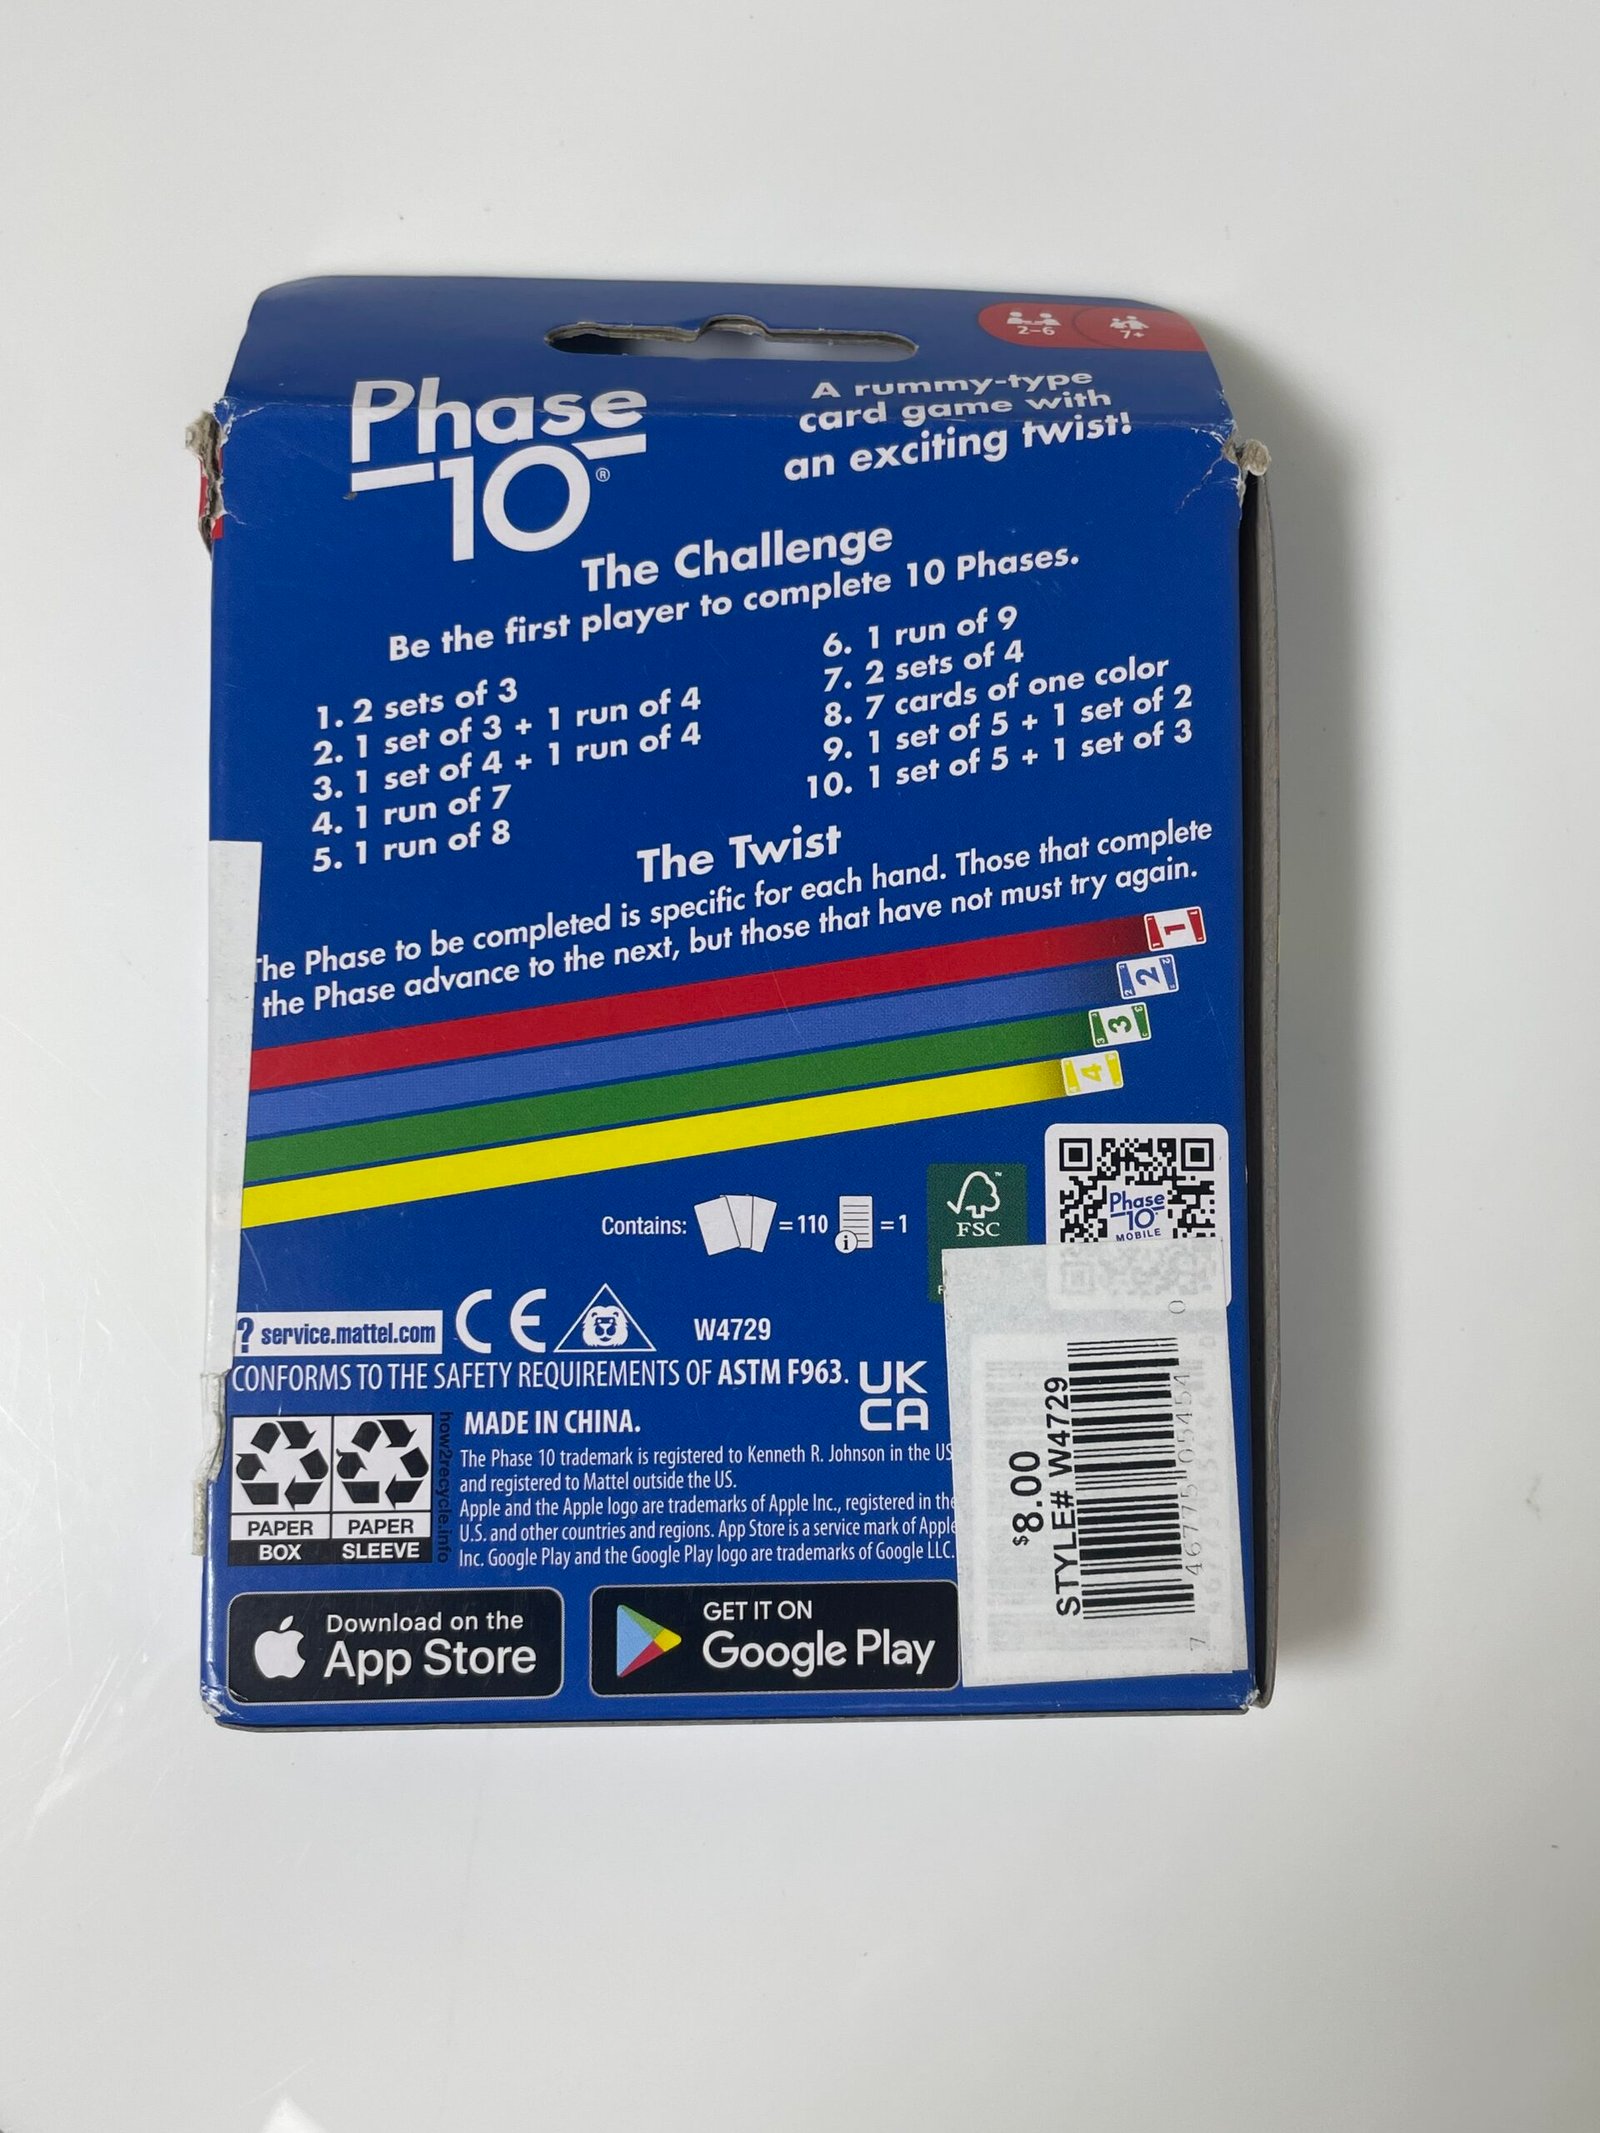 2-6
7+
Phase
10®
A rummy-type
card game with
an exciting twist!
The Challenge
Be the first player to complete 10 Phases.
1. 2 sets of 3
2. 1 set of 3 + 1 run of 4
3. 1 set of 4 + 1 run of 4
4. 1 run of 7
5. 1 run of 8
6. 1 run of 9
7. 2 sets of 4
8. 7 cards of one color
9. 1 set of 5 + 1 set of 2
10. 1 set of 5 + 1 set of 3
The Twist
The Phase to be completed is specific for each hand. Those that complete
the Phase advance to the next, but those that have not must try again.
1
2
3
4
Contains: = 110 = 1
FSC
™
Phase
10
MOBILE
? service.mattel.com
CE
W4729
CONFORMS TO THE SAFETY REQUIREMENTS OF ASTM F963.
UK
CA
MADE IN CHINA.
The Phase 10 trademark is registered to Kenneth R. Johnson in the US
and registered to Mattel outside the US.
Apple and the Apple logo are trademarks of Apple Inc., registered in the
U.S. and other countries and regions. App Store is a service mark of Apple
Inc. Google Play and the Google Play logo are trademarks of Google LLC.
PAPER
BOX
PAPER
SLEEVE
how2recycle.info
Download on the
App Store
GET IT ON
Google Play
$8.00
STYLE# W4729
7 46775 05454 0